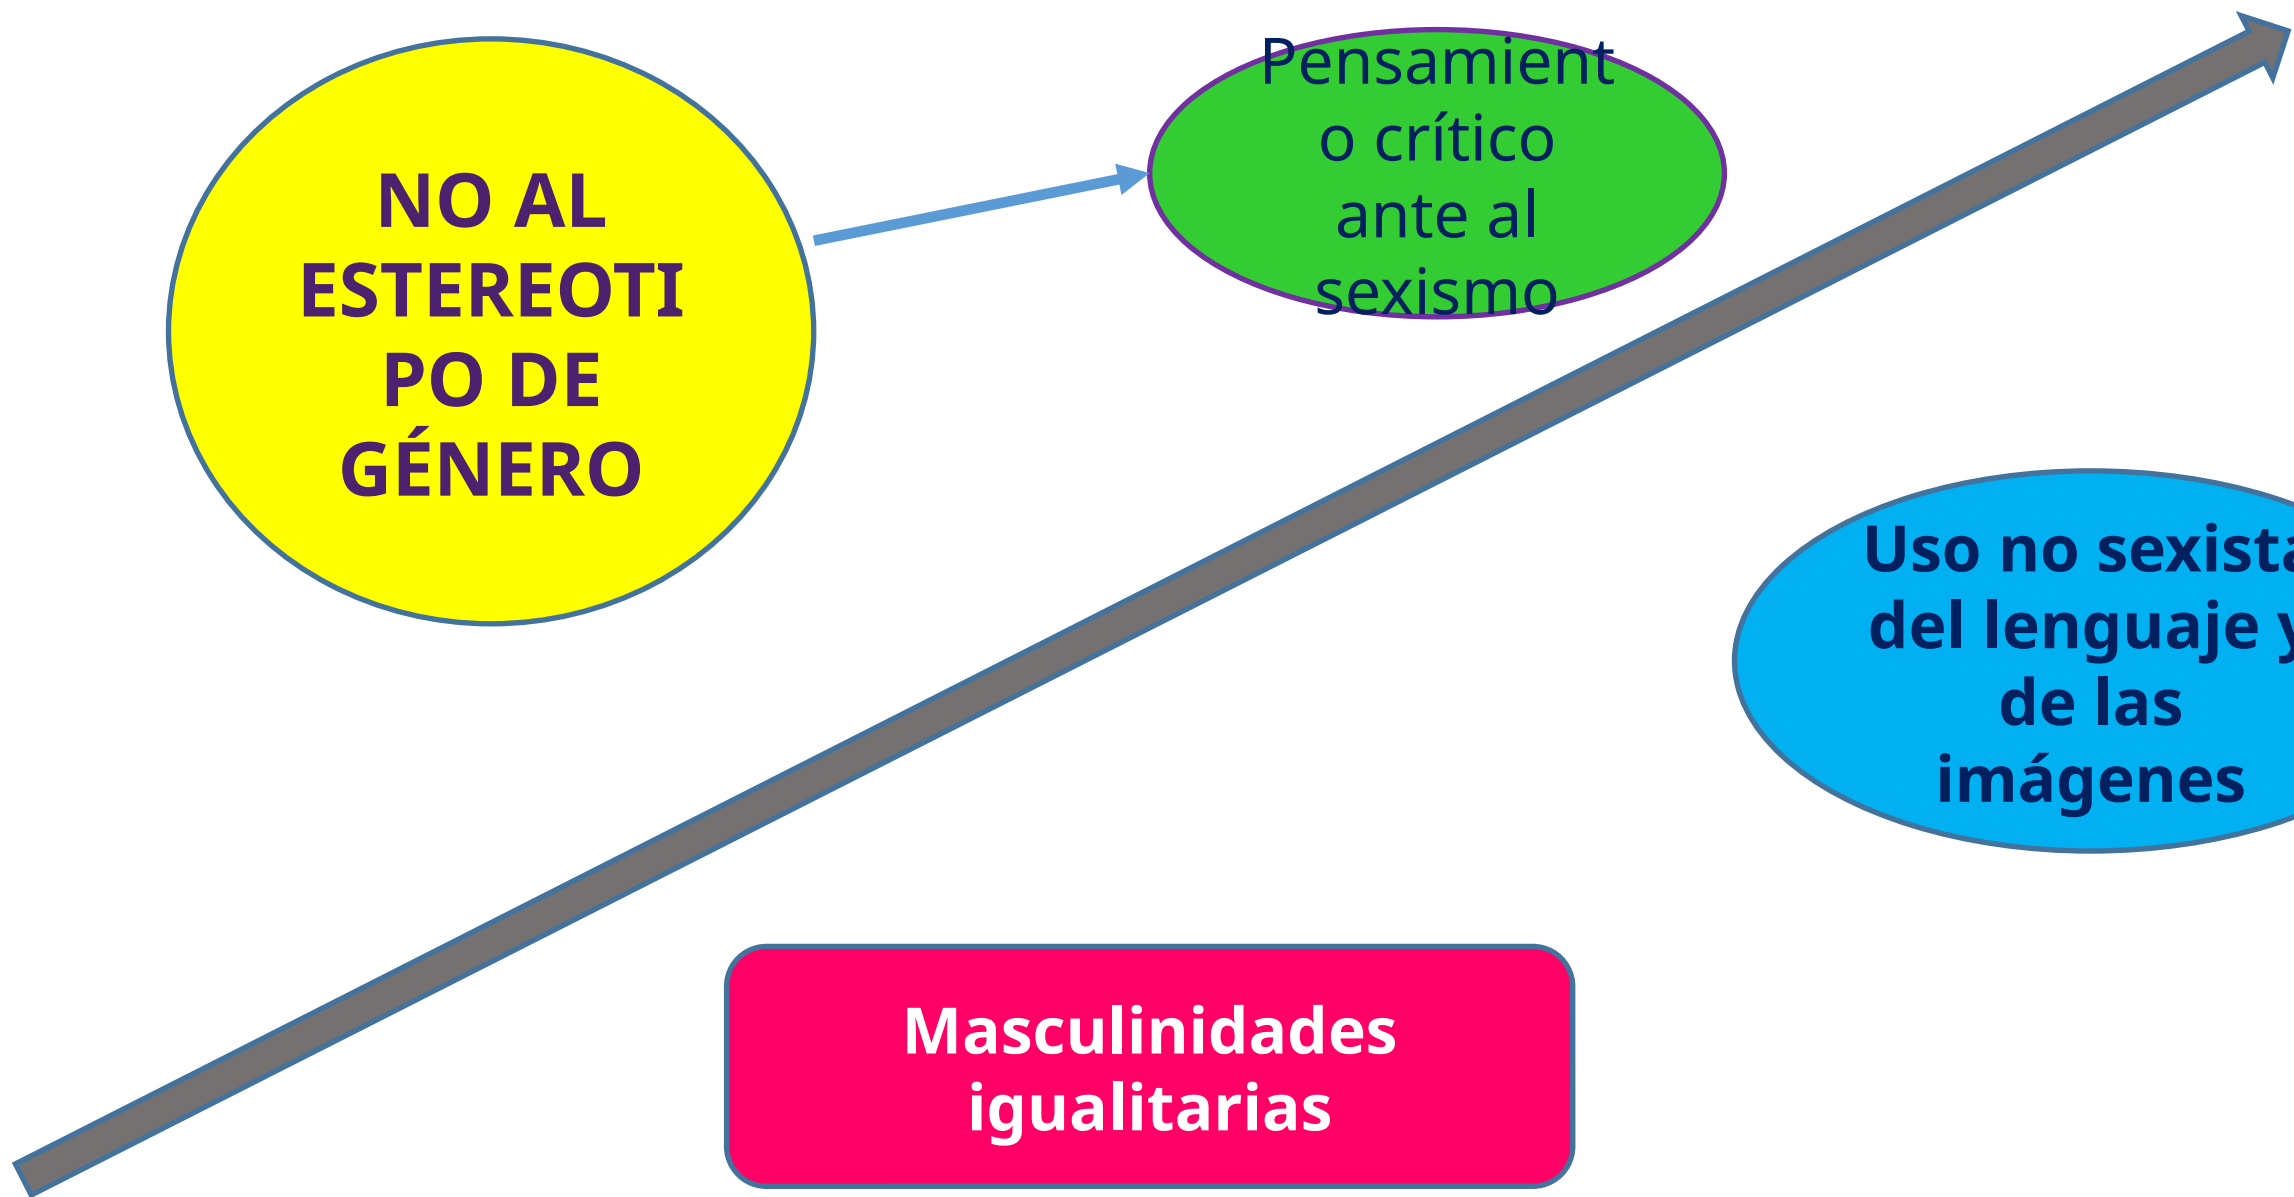 NO AL
ESTEREOTI
PO DE
GÉNERO
Pensamient
o crítico
ante al
sexismo
Uso no sexista
del lenguaje y
de las
imágenes
Masculinidades
igualitarias